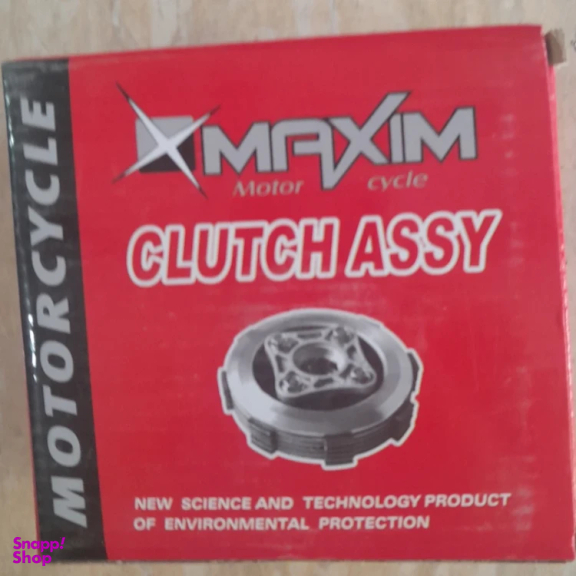 MOTORCYCLE
MAXIM
Motor cycle
CLUTCH ASSY
NEW SCIENCE AND TECHNOLOGY PRODUCT
OF ENVIRONMENTAL PROTECTION
Snapp!
Shop